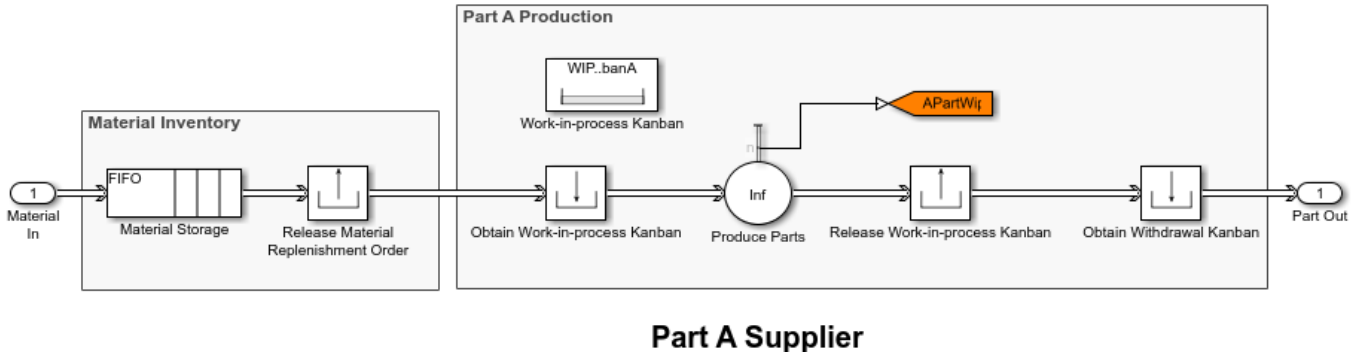 Part A Production
WIP..banA
Work-in-process Kanban
APartWip
n
Material Inventory
FIFO
1
Material
In
Material Storage
Release Material
Replenishment Order
Obtain Work-in-process Kanban
Inf
Produce Parts
Release Work-in-process Kanban
Obtain Withdrawal Kanban
1
Part Out
Part A Supplier